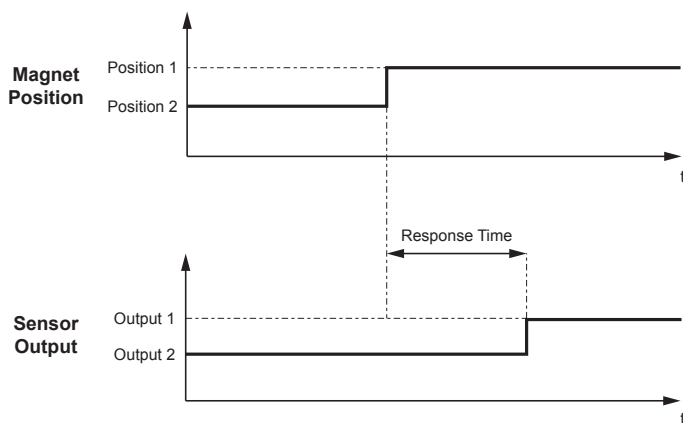 Magnet
Position
Position 1
Position 2
t
Response Time
Sensor
Output
Output 1
Output 2
t